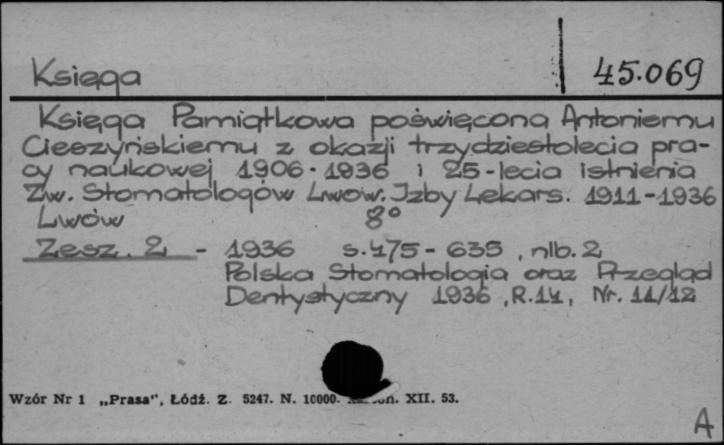 Księga 45.069
Księga Pamiątkowa poświęcona Antoniemu
Cieszyńskiemu z okazji trzydziestolecia pra-
cy naukowej 1906-1936 i 25-lecia istnienia
Zw. Stomatologów Lwow. Izby Lekars. 1911-1936
Lwów 8°
Zesz. 2 - 1936 s.475-635, nlb. 2
Polska Stomatologia oraz Przegląd
Dentystyczny 1936, R.14, Nr. 11/12
Wzór Nr 1 „Prasa", Łódź. Z. 5247. N. 10000. XII. 53.
A